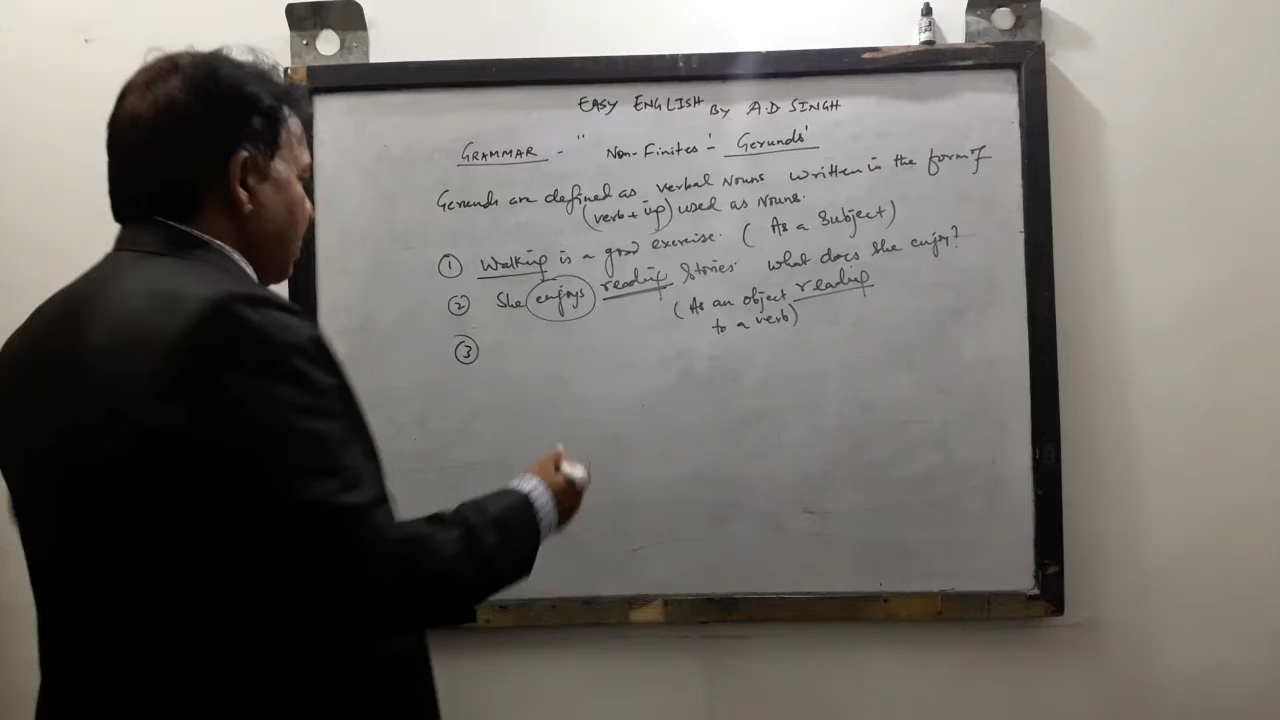 EASY ENGLISH BY A.D SINGH
GRAMMAR - " Non-Finites '- Gerunds'
Gerunds are defined as verbal Nouns written in the form of
(verb + ing) used as Nouns.
① Walking is a good exercise. ( As a Subject)
② She enjoys reading Stories. what does she enjoy?
(As an object reading
to a verb)
③